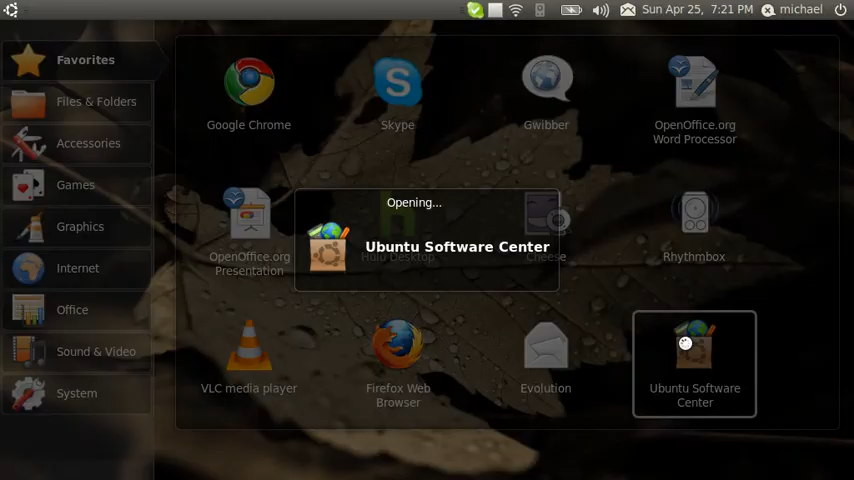 Sun Apr 25, 7:21 PM
michael
Favorites
Files & Folders
Accessories
Games
Graphics
Internet
Office
Sound & Video
System
Google Chrome
Skype
Gwibber
OpenOffice.org
Word Processor
OpenOffice.org
Presentation
Hulu Desktop
Cheese
Rhythmbox
Opening...
Ubuntu Software Center
VLC media player
Firefox Web
Browser
Evolution
Ubuntu Software
Center